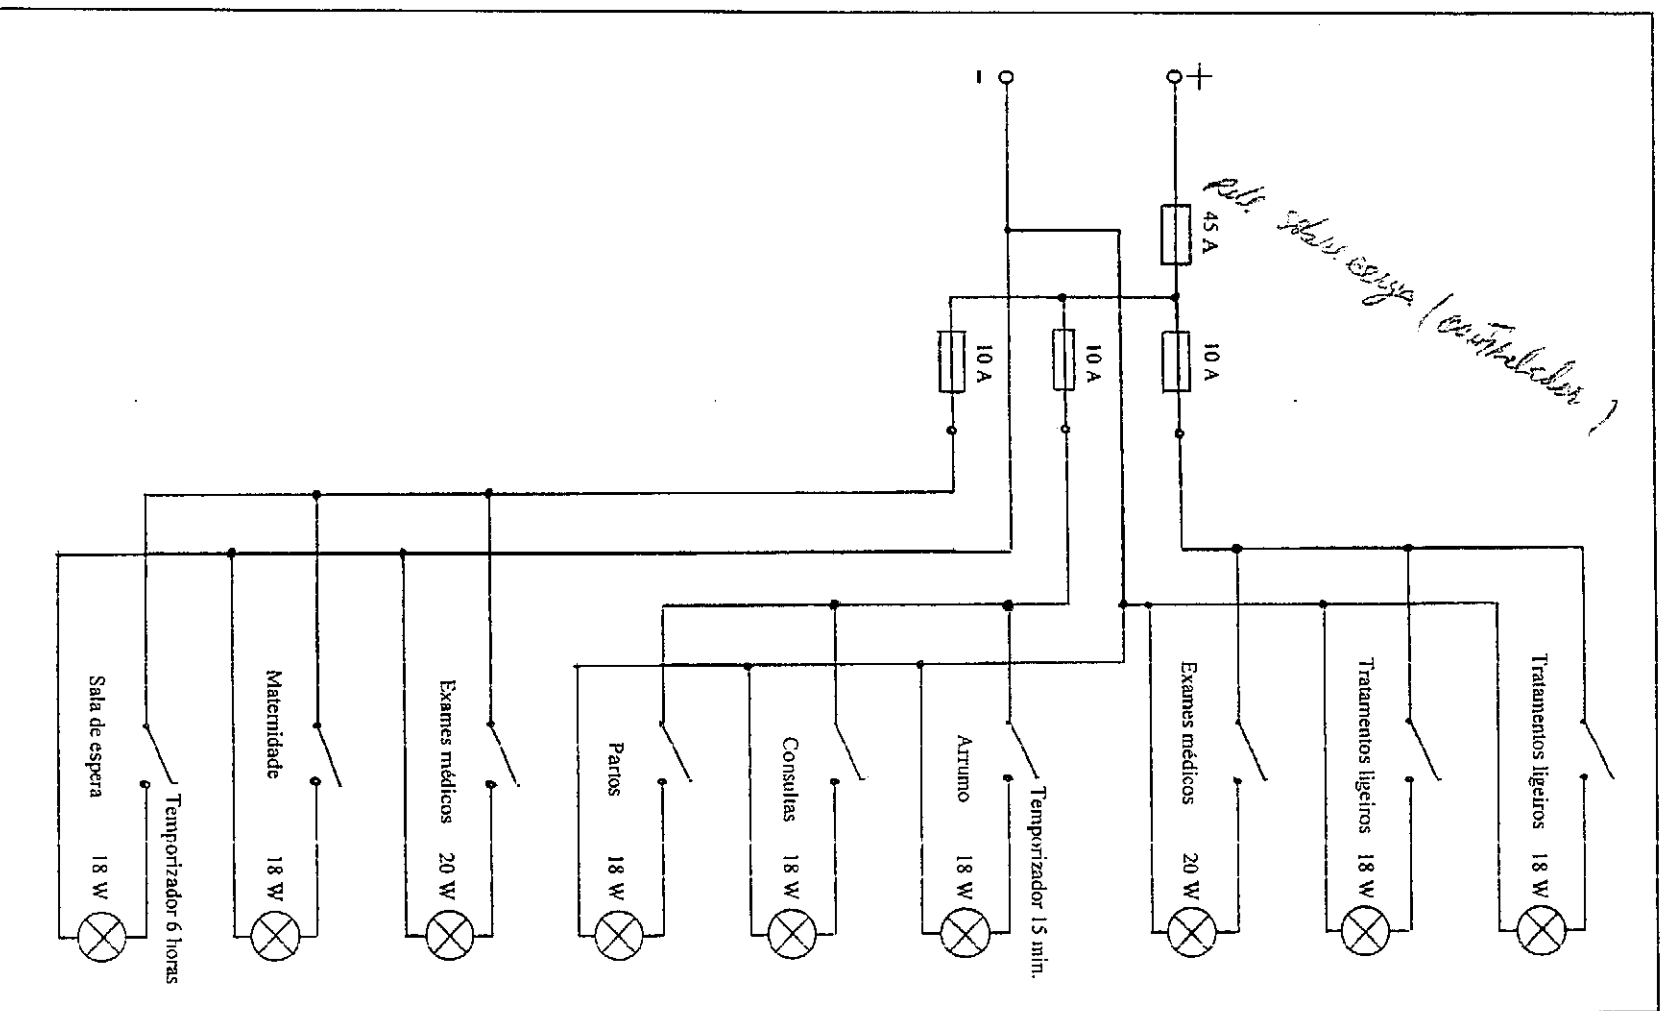 - +
45 A
10 A
10 A
10 A
Tratamentos ligeiros 18 W
Tratamentos ligeiros 18 W
Exames médicos 20 W
Temporizador 15 min.
Arrumo 18 W
Consultas 18 W
Partos 18 W
Exames médicos 20 W
Maternidade 18 W
Temporizador 6 horas
Sala de espera 18 W